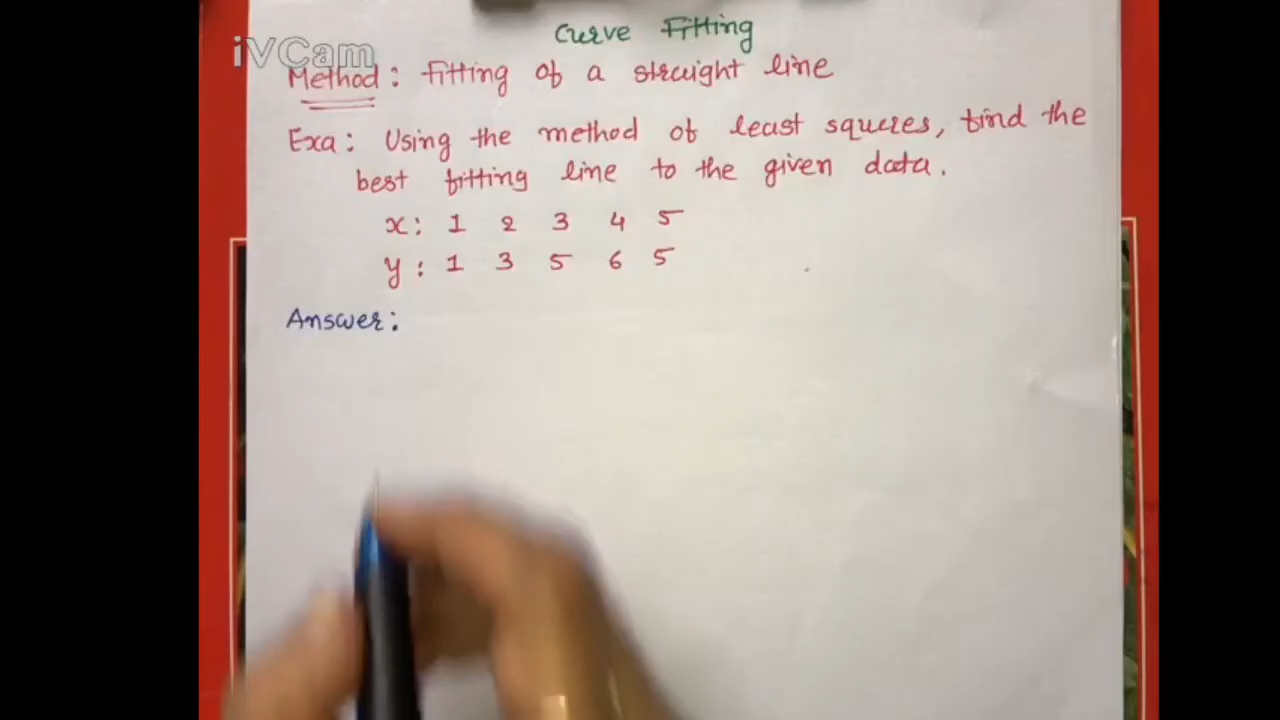 Curve Fitting
iVCam
Method: Fitting of a straight line
Exa: Using the method of least squeres, find the
best fitting line to the given data.
x: 1 2 3 4 5
y: 1 3 5 6 5
Answer: